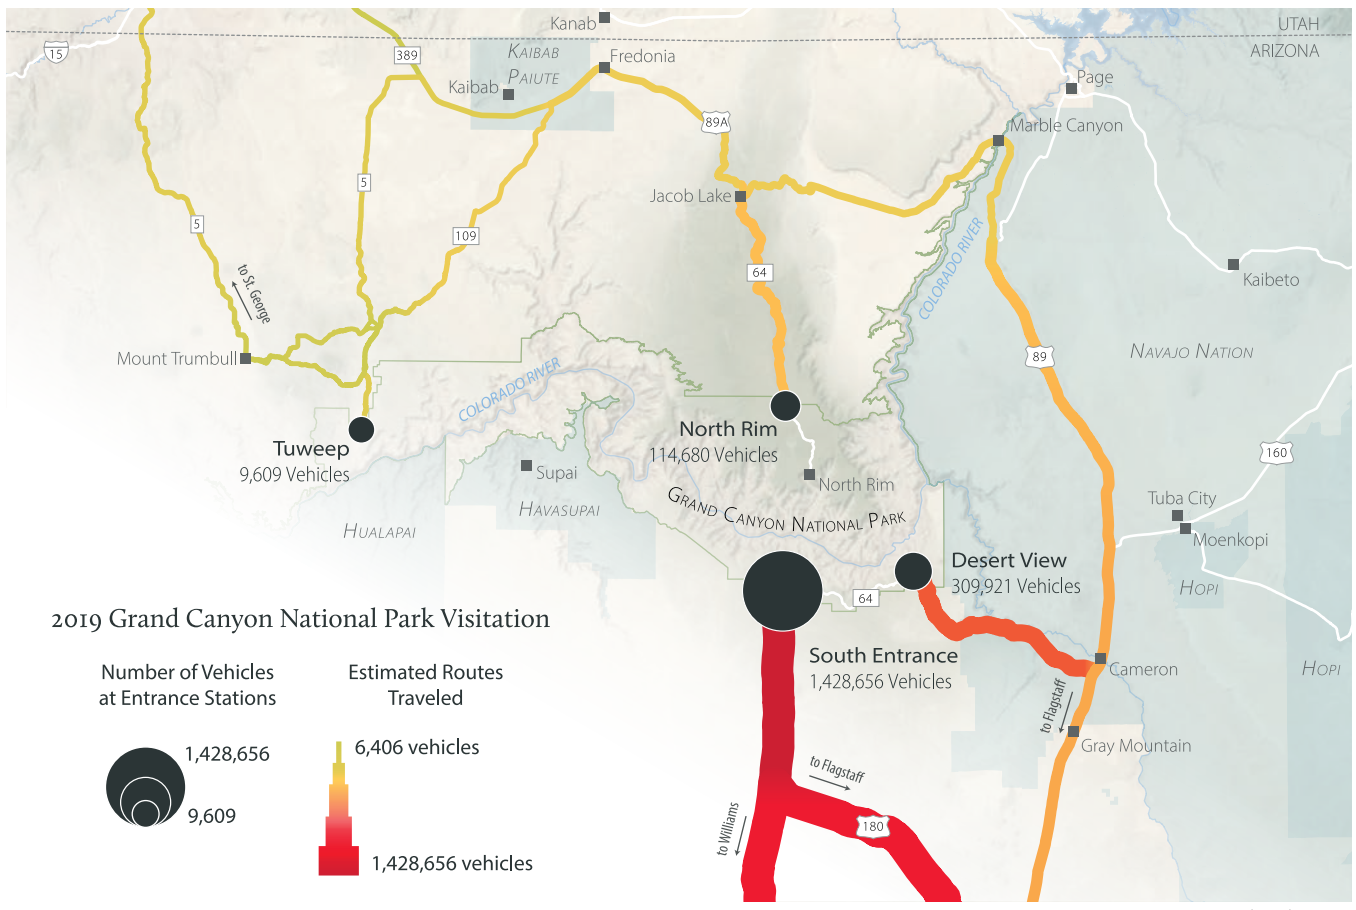 Kanab
UTAH
ARIZONA
15
389
KAIBAB
PAIUTE
Fredonia
Kaibab
Page
89A
Marble Canyon
5
Jacob Lake
5
109
COLORADO RIVER
64
Kaibeto
to St. George
Mount Trumbull
89
NAVAJO NATION
COLORADO RIVER
North Rim
114,680 Vehicles
Tuweep
9,609 Vehicles
Supai
North Rim
160
GRAND CANYON NATIONAL PARK
Tuba City
Moenkopi
HAVASUPAI
HUALAPAI
Desert View
309,921 Vehicles
HOPI
64
2019 Grand Canyon National Park Visitation
South Entrance
1,428,656 Vehicles
Cameron
HOPI
Number of Vehicles
at Entrance Stations
Estimated Routes
Traveled
to Flagstaff
Gray Mountain
1,428,656
9,609
6,406 vehicles
1,428,656 vehicles
to Flagstaff
to Williams
180